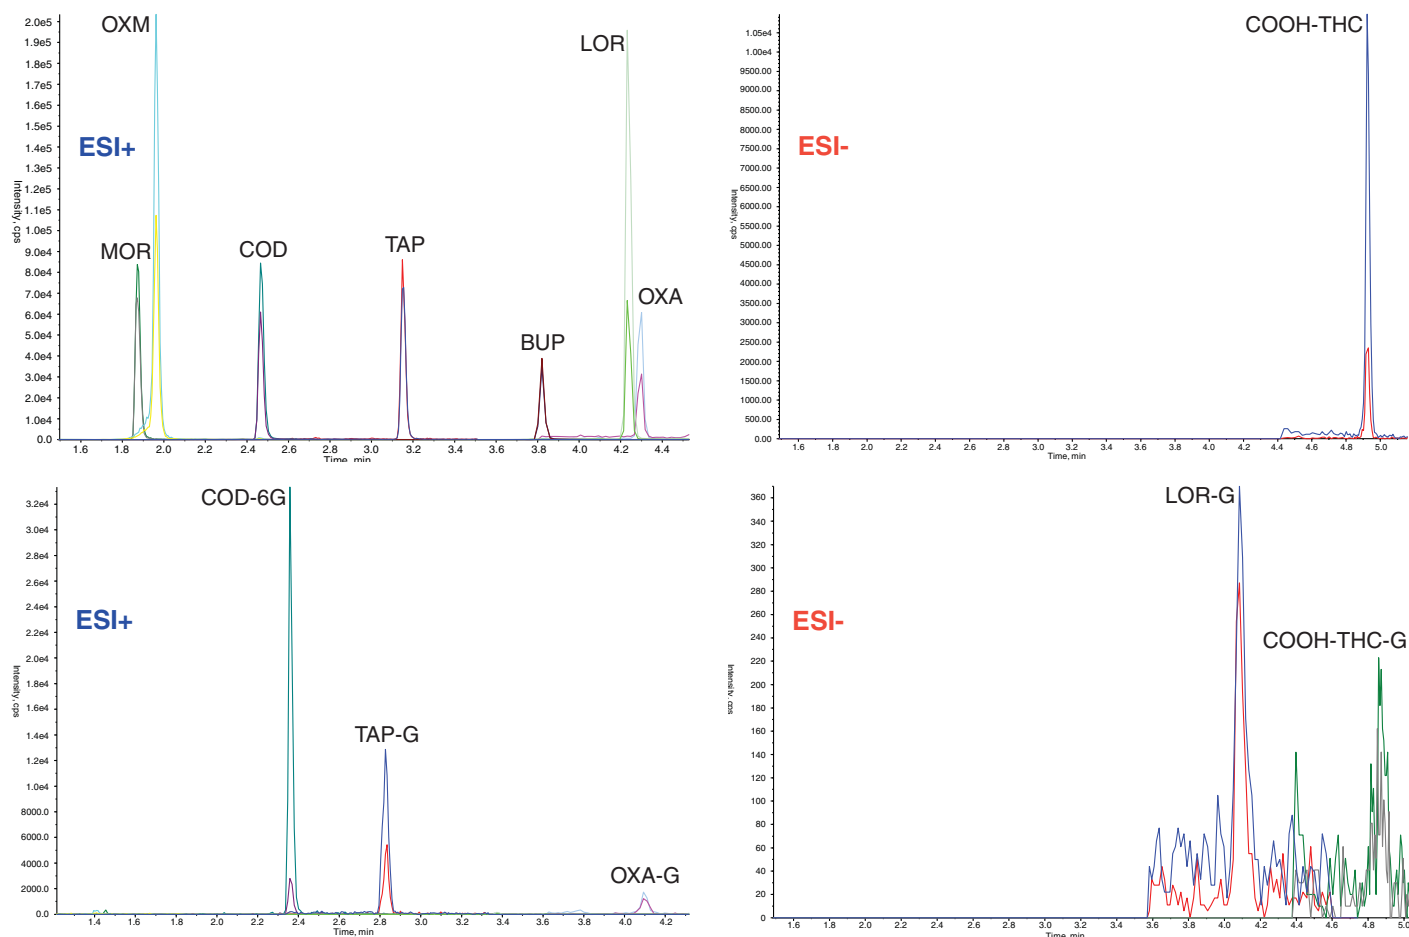 OXM
LOR
ESI+
MOR
COD
TAP
BUP
OXA
Intensity, cps
2.0e5
1.9e5
1.8e5
1.7e5
1.6e5
1.5e5
1.4e5
1.3e5
1.2e5
1.1e5
1.0e5
9.0e4
8.0e4
7.0e4
6.0e4
5.0e4
4.0e4
3.0e4
2.0e4
1.0e4
0.0
1.6 1.8 2.0 2.2 2.4 2.6 2.8 3.0 3.2 3.4 3.6 3.8 4.0 4.2 4.4
Time, min
COOH-THC
ESI-
Intensity, cps
1.05e4
1.00e4
9500.00
9000.00
8500.00
8000.00
7500.00
7000.00
6500.00
6000.00
5500.00
5000.00
4500.00
4000.00
3500.00
3000.00
2500.00
2000.00
1500.00
1000.00
500.00
0.00
1.6 1.8 2.0 2.2 2.4 2.6 2.8 3.0 3.2 3.4 3.6 3.8 4.0 4.2 4.4 4.6 4.8 5.0
Time, min
COD-6G
ESI+
TAP-G
OXA-G
Intensity, cps
3.2e4
3.0e4
2.8e4
2.6e4
2.4e4
2.2e4
2.0e4
1.8e4
1.6e4
1.4e4
1.2e4
1.0e4
8000.0
6000.0
4000.0
2000.0
0.0
1.4 1.6 1.8 2.0 2.2 2.4 2.6 2.8 3.0 3.2 3.4 3.6 3.8 4.0 4.2
Time, min
LOR-G
ESI-
COOH-THC-G
Intensity, cps
360
340
320
300
280
260
240
220
200
180
160
140
120
100
80
60
40
20
0
1.6 1.8 2.0 2.2 2.4 2.6 2.8 3.0 3.2 3.4 3.6 3.8 4.0 4.2 4.4 4.6 4.8 5.0
Time, min